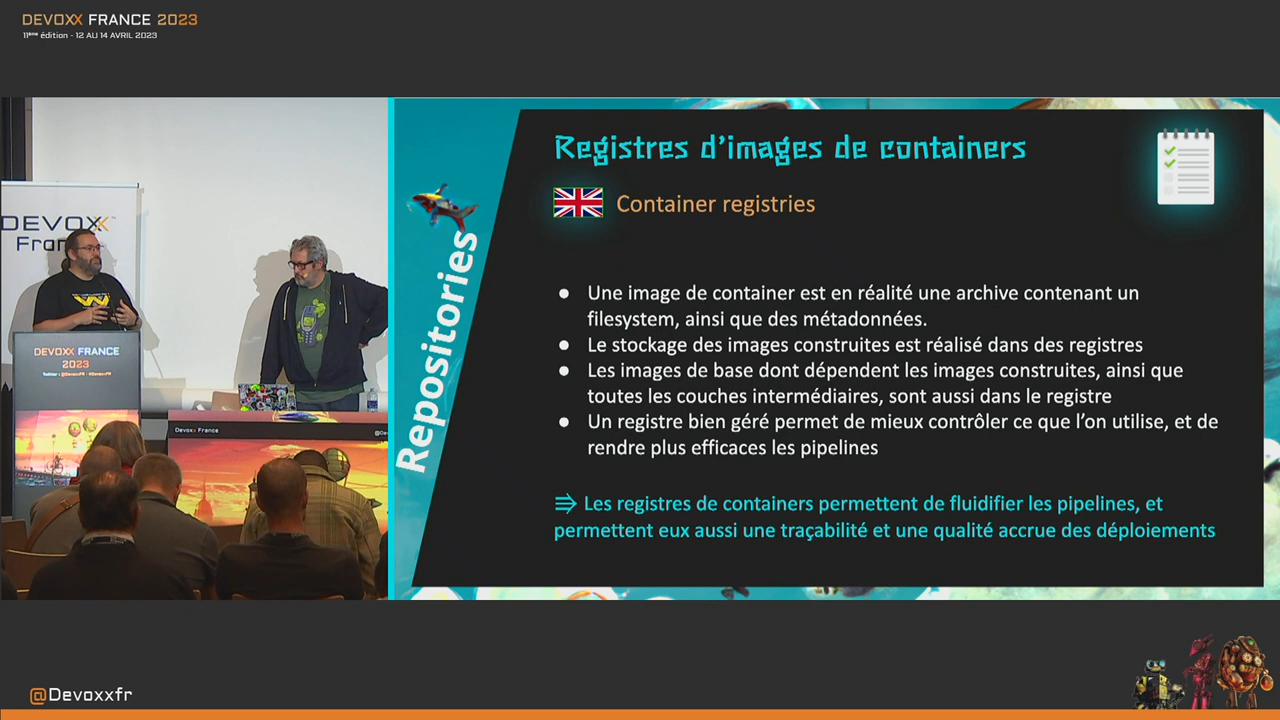 DEVOXX FRANCE 2023
11ème édition - 12 AU 14 AVRIL 2023
DEVOXX
Fran
DEVOXX FRANCE
2023
Twitter : @DevoxxFR | #DevoxxFR
Devoxx France
@De
Repositories
Registres d'images de containers
Container registries
● Une image de container est en réalité une archive contenant un
filesystem, ainsi que des métadonnées.
● Le stockage des images construites est réalisé dans des registres
● Les images de base dont dépendent les images construites, ainsi que
toutes les couches intermédiaires, sont aussi dans le registre
● Un registre bien géré permet de mieux contrôler ce que l'on utilise, et de
rendre plus efficaces les pipelines
⇛ Les registres de containers permettent de fluidifier les pipelines, et
permettent eux aussi une traçabilité et une qualité accrue des déploiements
@Devoxxfr